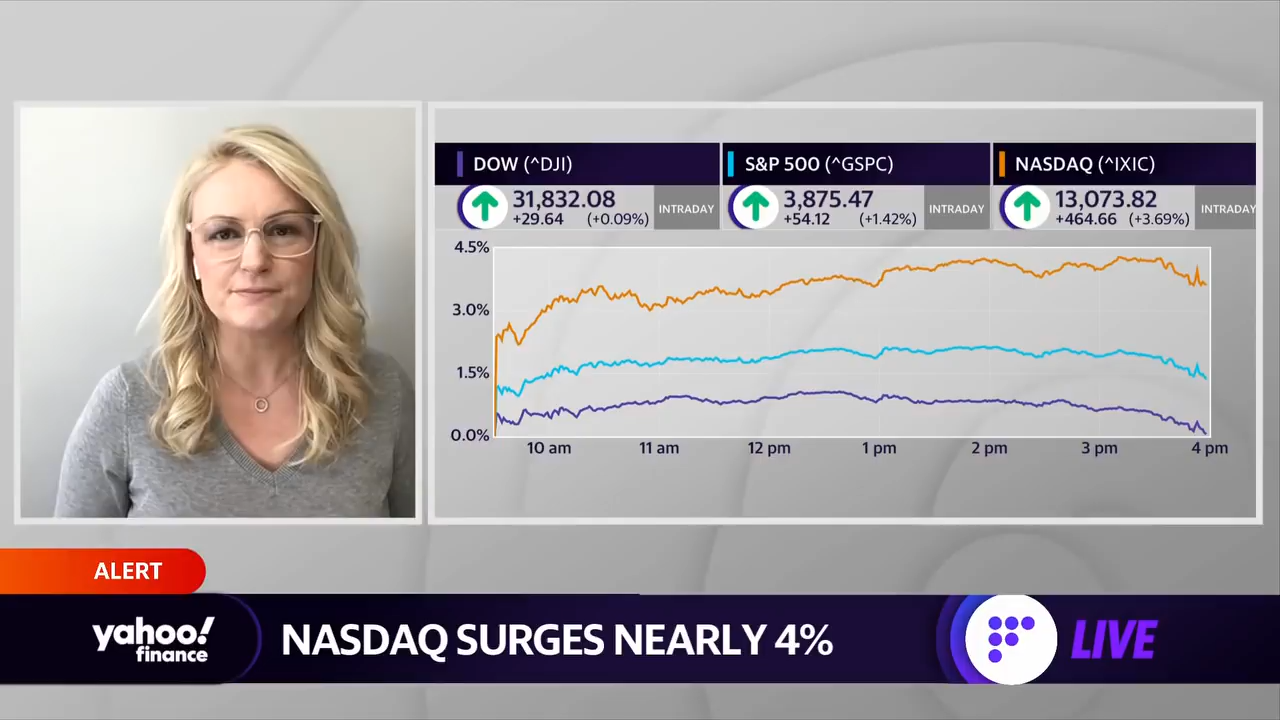 DOW (^DJI)
31,832.08
+29.64 (+0.09%)
INTRADAY
S&P 500 (^GSPC)
3,875.47
+54.12 (+1.42%)
INTRADAY
NASDAQ (^IXIC)
13,073.82
+464.66 (+3.69%)
INTRADAY
4.5%
3.0%
1.5%
0.0%
10 am 11 am 12 pm 1 pm 2 pm 3 pm 4 pm
ALERT
yahoo!
finance
NASDAQ SURGES NEARLY 4%
LIVE